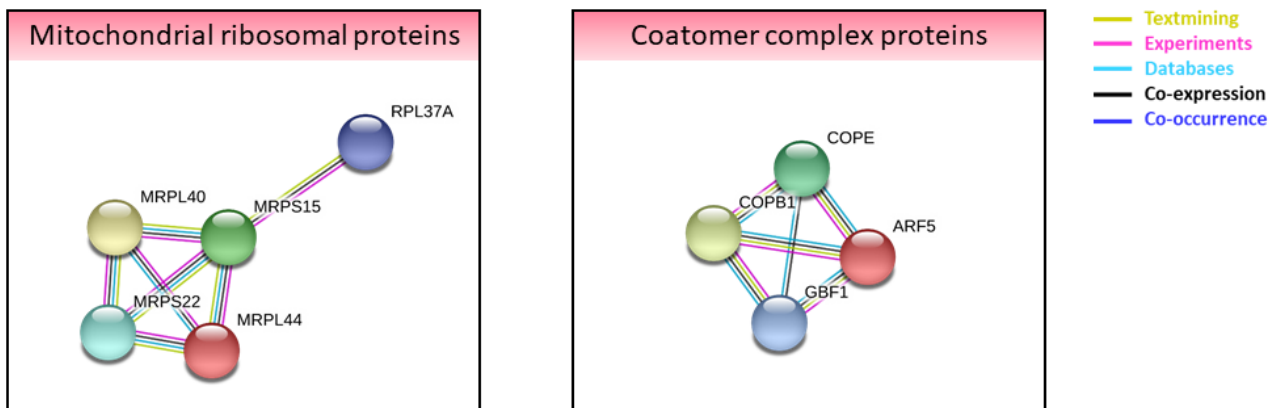 Mitochondrial ribosomal proteins
RPL37A
MRPL40
MRPS15
MRPS22
MRPL44
Coatomer complex proteins
COPE
COPB1
ARF5
GBF1
Textmining
Experiments
Databases
Co-expression
Co-occurrence